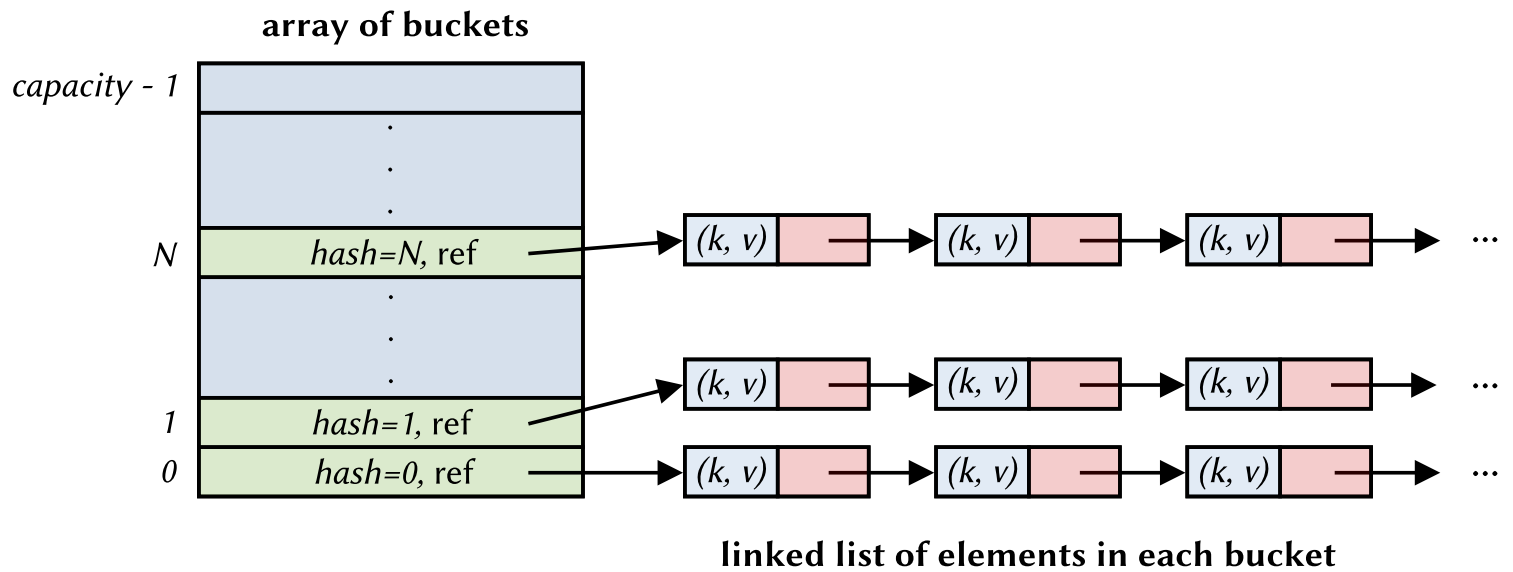 array of buckets
capacity - 1
.
.
.
N hash=N, ref (k, v) (k, v) (k, v) ...
.
.
.
(k, v) (k, v) (k, v) ...
1 hash=1, ref
0 hash=0, ref (k, v) (k, v) (k, v) ...
linked list of elements in each bucket